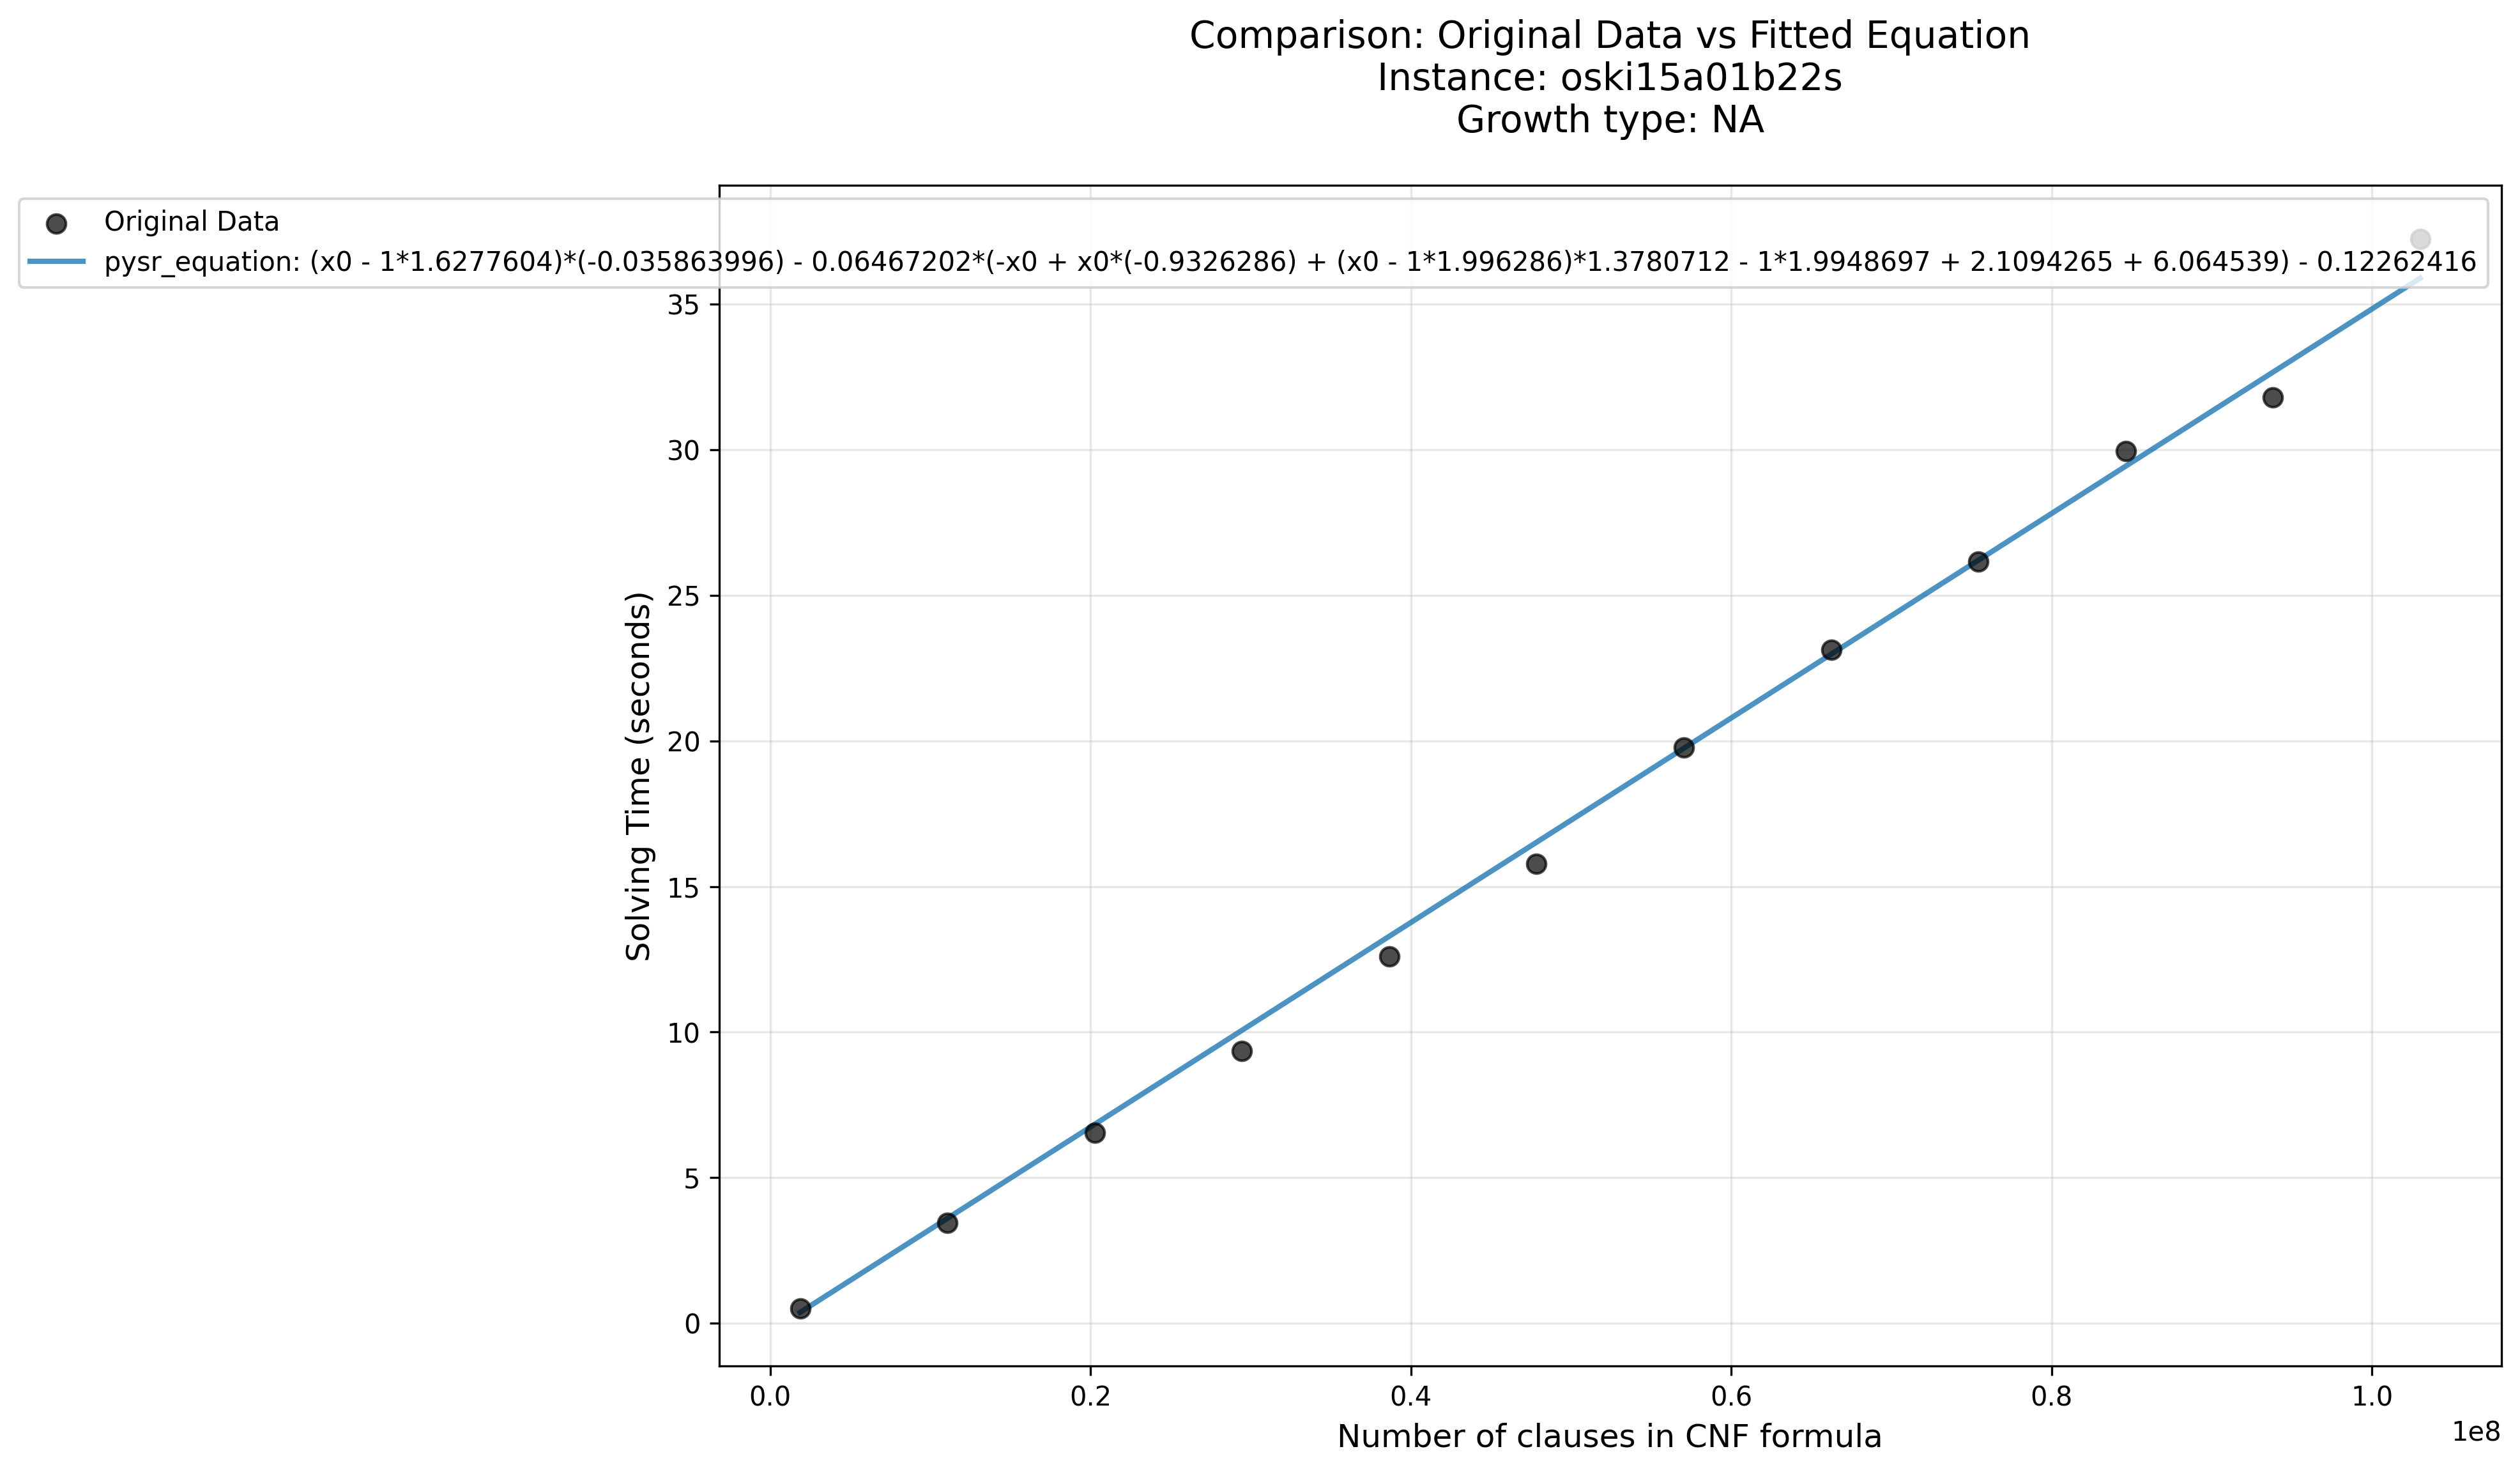 Comparison: Original Data vs Fitted Equation
Instance: oski15a01b22s
Growth type: NA
Original Data
pysr_equation: (x0 - 1*1.6277604)*(-0.035863996) - 0.06467202*(-x0 + x0*(-0.9326286) + (x0 - 1*1.996286)*1.3780712 - 1*1.9948697 + 2.1094265 + 6.064539) - 0.12262416
35
30
25
20
15
10
5
0
Solving Time (seconds)
0.0 0.2 0.4 0.6 0.8 1.0
1e8
Number of clauses in CNF formula